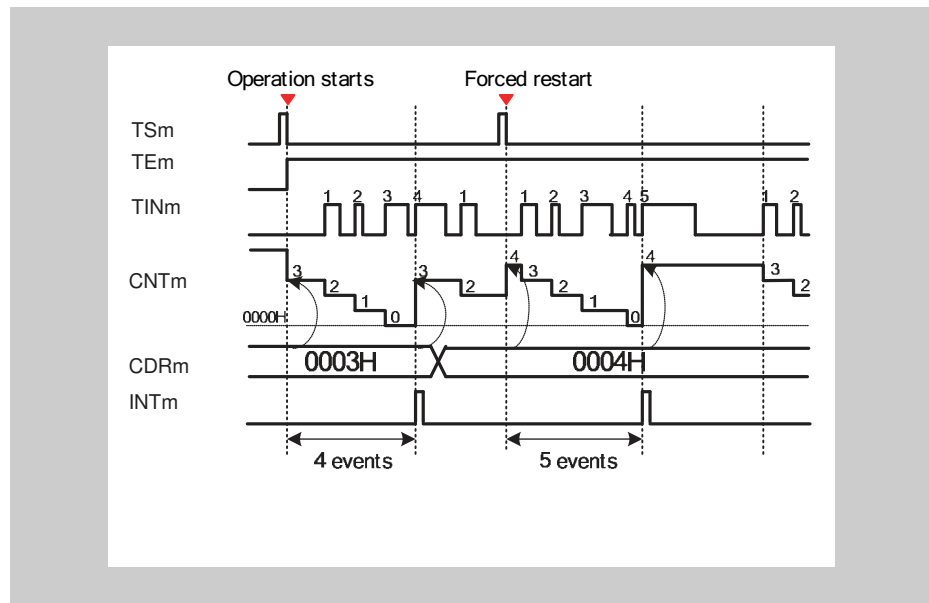 Operation starts Forced restart
TSm
TEm
TINm 1 2 3 4 1 1 2 3 4 5 1 2
CNTm 3 2 1 0 3 2 4 3 2 1 0 4 3 2
0000H
CDRm 0003H 0004H
INTm
4 events 5 events